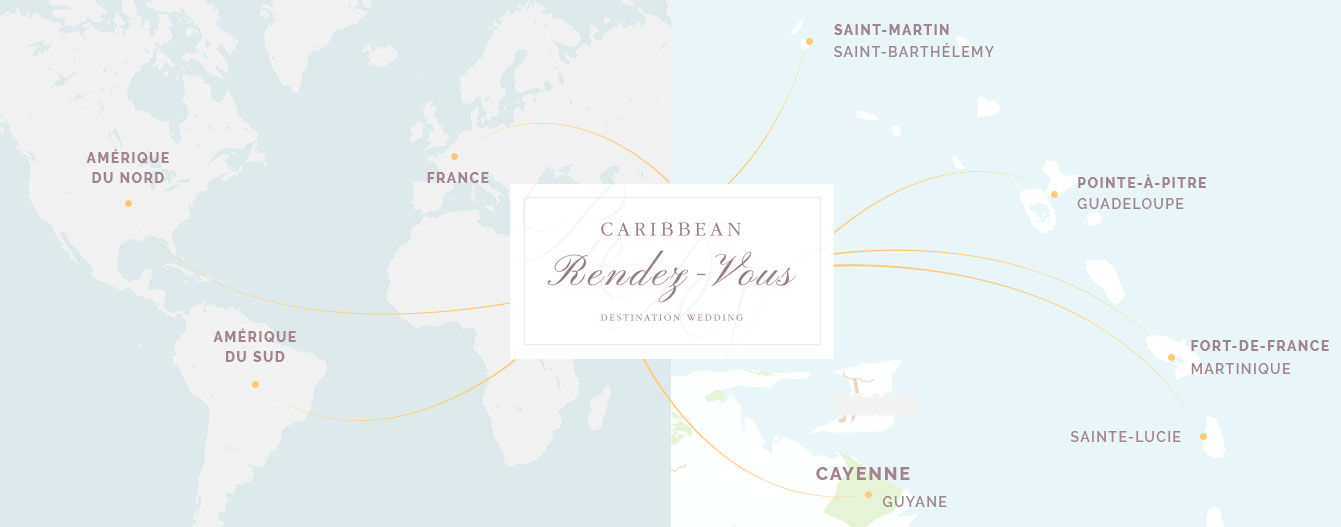 AMÉRIQUE
DU NORD
FRANCE
AMÉRIQUE
DU SUD
CARIBBEAN
Rendez-Vous
DESTINATION WEDDING
SAINT-MARTIN
SAINT-BARTHÉLEMY
POINTE-À-PITRE
GUADELOUPE
FORT-DE-FRANCE
MARTINIQUE
SAINTE-LUCIE
CAYENNE
GUYANE